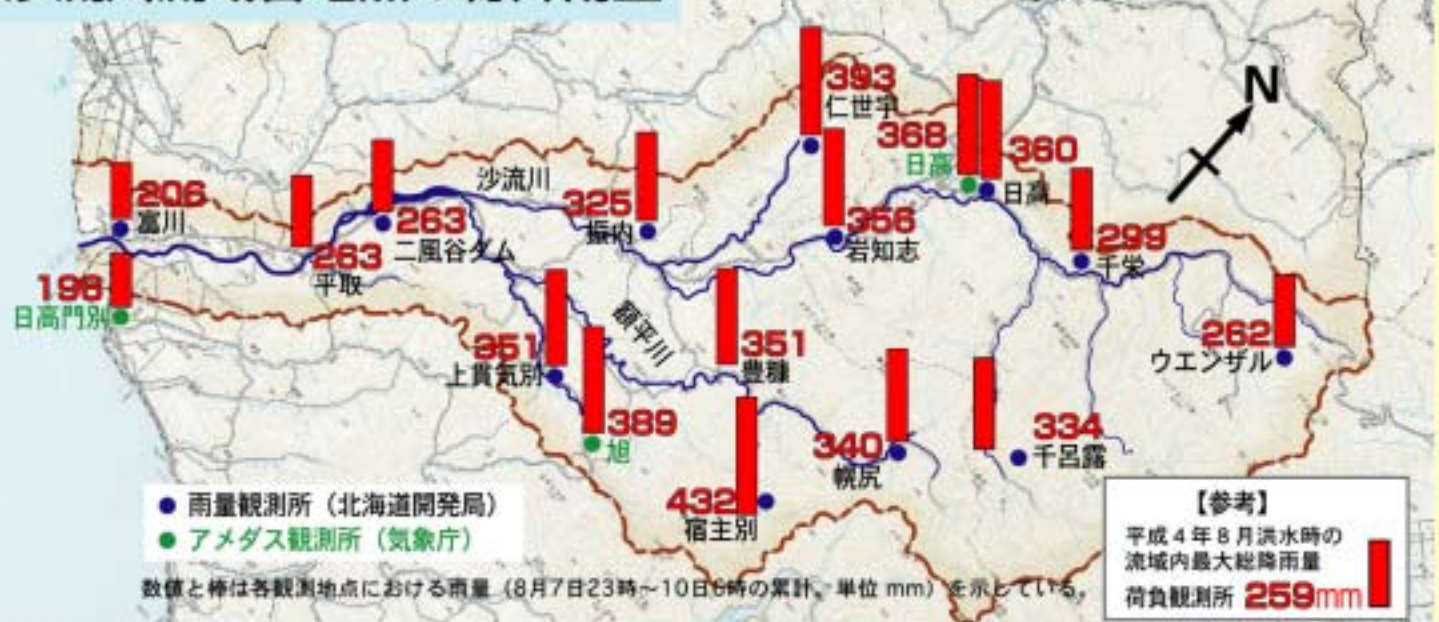 N
393
仁世宇
368
日高
360
日高
206
富川
沙流川
325
振内
263
二風谷ダム
356
岩知志
299
千栄
263
平取
198
日高門別
351
上貫気別
額平川
351
豊糠
262
ウエンザル
389
旭
340
幌尻
334
千呂露
432
宿主別
● 雨量観測所（北海道開発局）
● アメダス観測所（気象庁）
数値と棒は各観測地点における雨量（8月7日23時～10日6時の累計、単位 mm）を示している。
【参考】
平成4年8月洪水時の
流域内最大総降雨量
荷負観測所 259mm